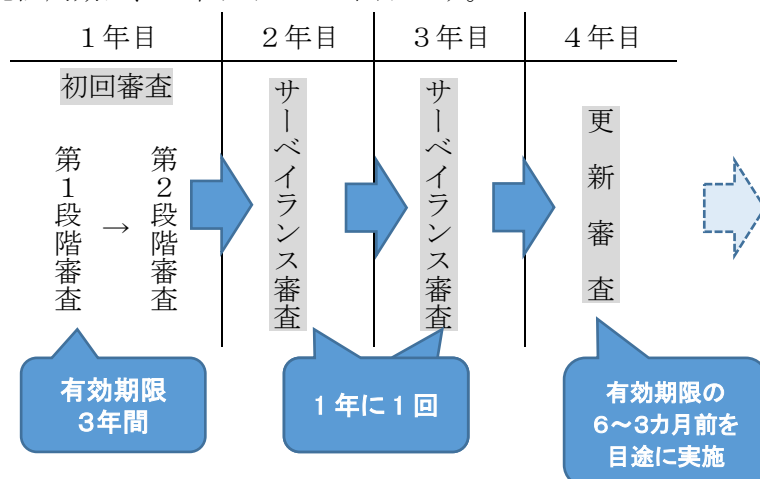 1年目
2年目
3年目
4年目
初回審査
第1段階審査
→
第2段階審査
サーベイランス審査
サーベイランス審査
更新審査
有効期限
3年間
1年に1回
有効期限の
6～3カ月前を
目途に実施